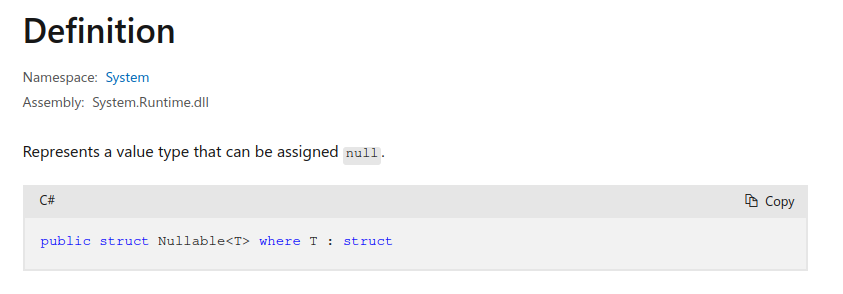 Definition
Namespace: System
Assembly: System.Runtime.dll
Represents a value type that can be assigned null.
C#
Copy
public struct Nullable<T> where T : struct